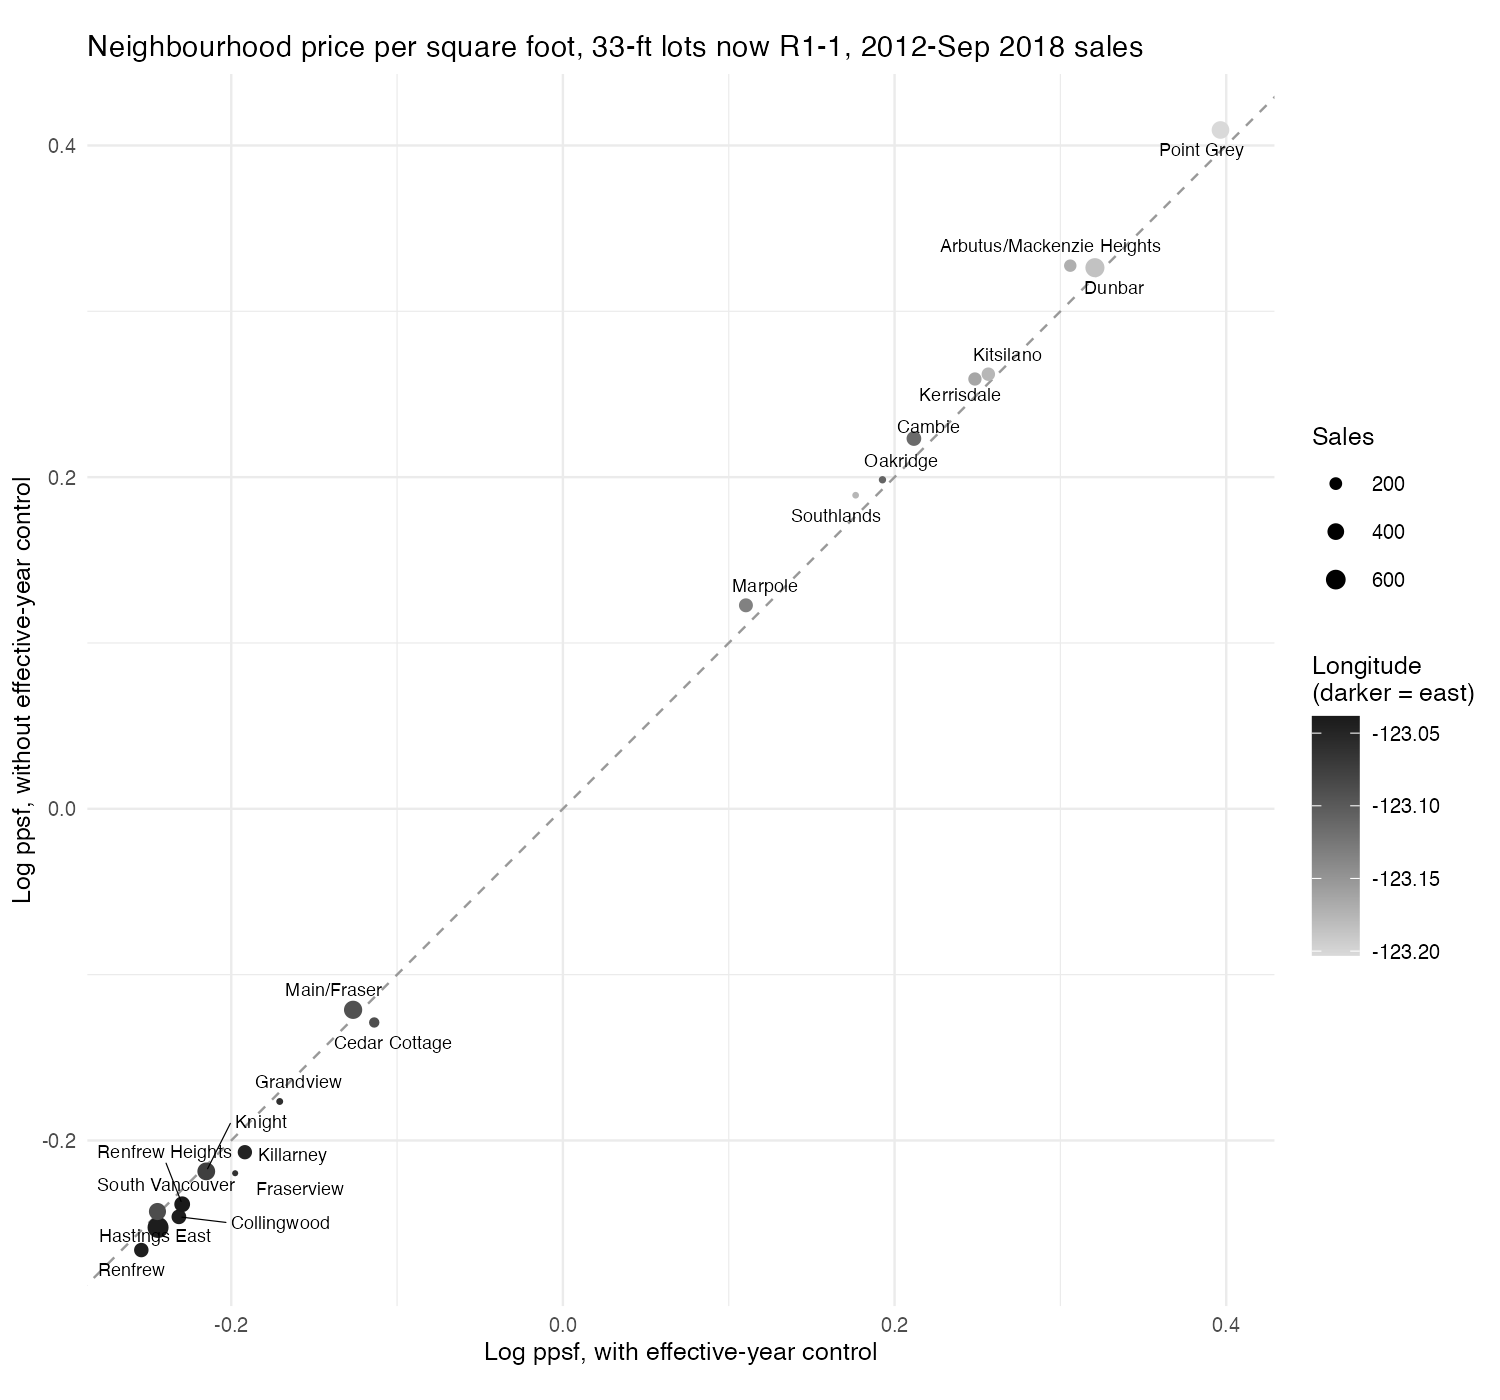 Neighbourhood price per square foot, 33-ft lots now R1-1, 2012-Sep 2018 sales
Log ppsf, without effective-year control
0.4
0.2
0.0
-0.2
Point Grey
Arbutus/Mackenzie Heights
Dunbar
Kitsilano
Kerrisdale
Cambie
Oakridge
Southlands
Marpole
Main/Fraser
Cedar Cottage
Grandview
Knight
Renfrew Heights
Killarney
South Vancouver
Fraserview
Collingwood
Hastings East
Renfrew
-0.2
0.0
0.2
0.4
Log ppsf, with effective-year control
Sales
200
400
600
Longitude
(darker = east)
-123.05
-123.10
-123.15
-123.20